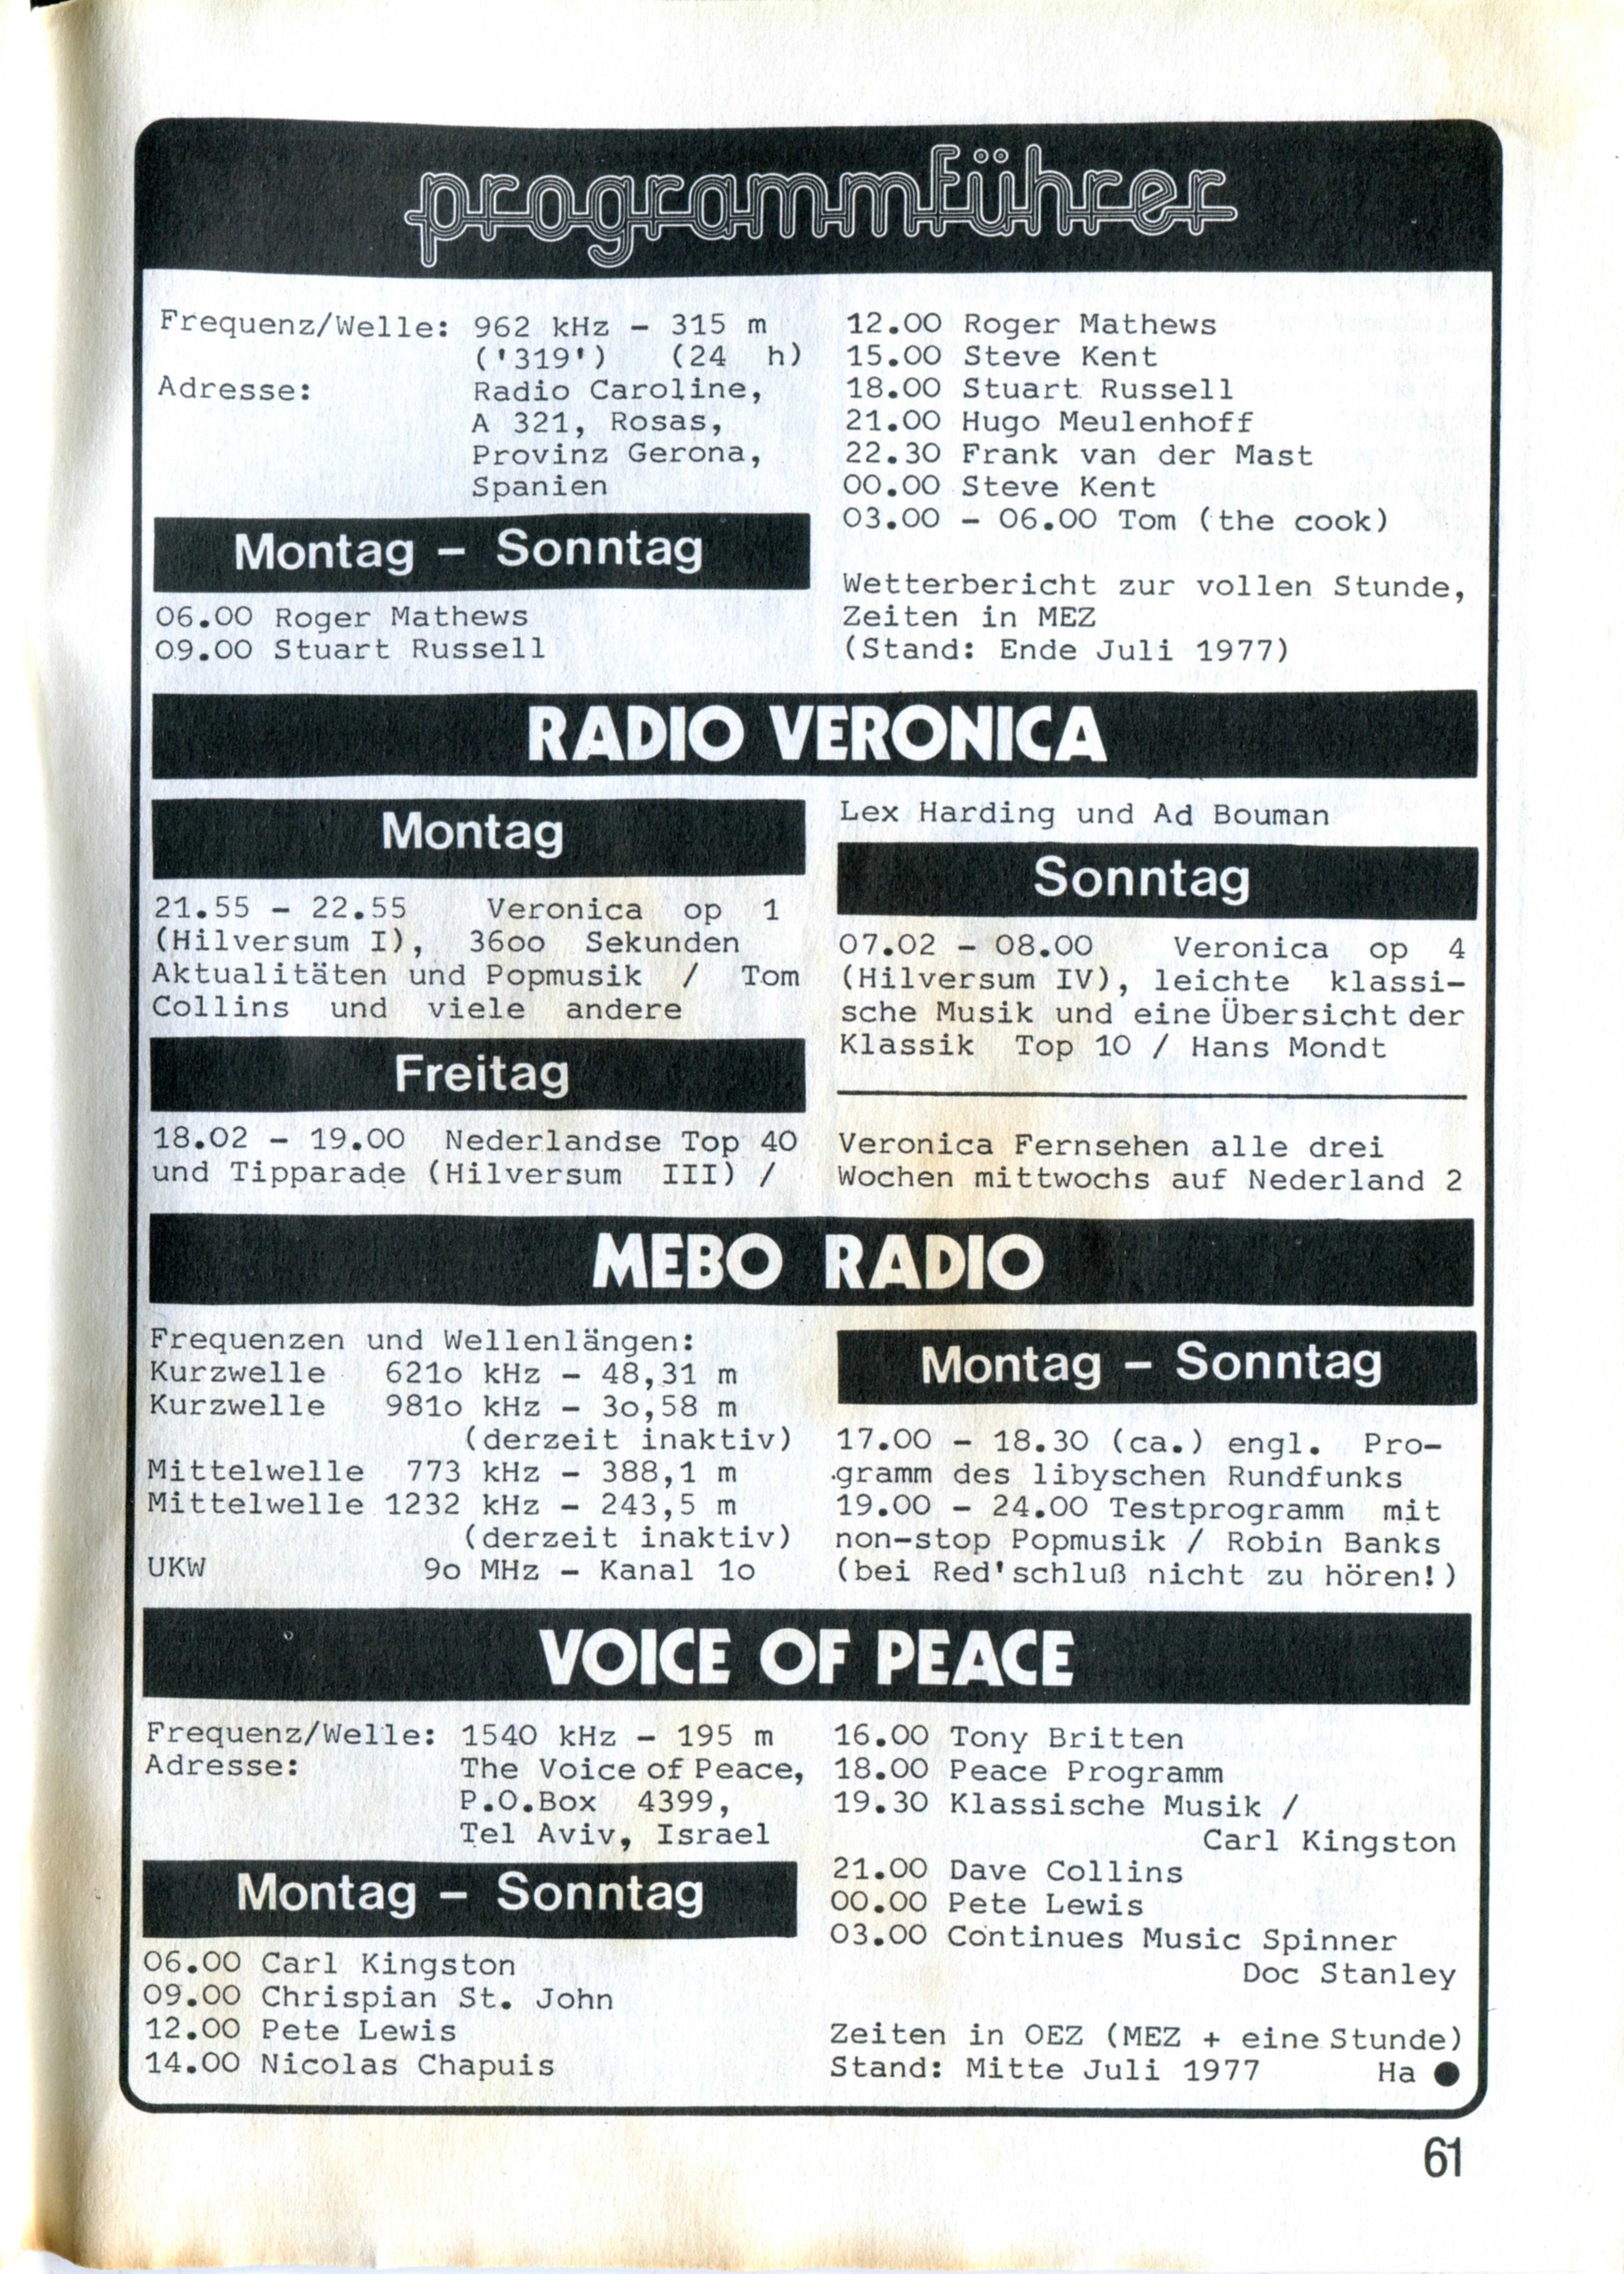 programmführer
Frequenz/Welle: 962 kHz – 315 m
('319') (24 h)
Adresse: Radio Caroline,
A 321, Rosas,
Provinz Gerona,
Spanien
Montag – Sonntag
06.00 Roger Mathews
09.00 Stuart Russell
12.00 Roger Mathews
15.00 Steve Kent
18.00 Stuart Russell
21.00 Hugo Meulenhoff
22.30 Frank van der Mast
00.00 Steve Kent
03.00 – 06.00 Tom (the cook)
Wetterbericht zur vollen Stunde,
Zeiten in MEZ
(Stand: Ende Juli 1977)
RADIO VERONICA
Montag
21.55 – 22.55 Veronica op 1
(Hilversum I), 36oo Sekunden
Aktualitäten und Popmusik / Tom
Collins und viele andere
Freitag
18.02 – 19.00 Nederlandse Top 40
und Tipparade (Hilversum III) /
Lex Harding und Ad Bouman
Sonntag
07.02 – 08.00 Veronica op 4
(Hilversum IV), leichte klassi–
sche Musik und eine Übersicht der
Klassik Top 10 / Hans Mondt
Veronica Fernsehen alle drei
Wochen mittwochs auf Nederland 2
MEBO RADIO
Frequenzen und Wellenlängen:
Kurzwelle 621o kHz – 48,31 m
Kurzwelle 981o kHz – 3o,58 m
(derzeit inaktiv)
Mittelwelle 773 kHz – 388,1 m
Mittelwelle 1232 kHz – 243,5 m
(derzeit inaktiv)
UKW 9o MHz – Kanal 1o
Montag – Sonntag
17.00 – 18.30 (ca.) engl. Pro–
gramm des libyschen Rundfunks
19.00 – 24.00 Testprogramm mit
non-stop Popmusik / Robin Banks
(bei Red'schluß nicht zu hören!)
VOICE OF PEACE
Frequenz/Welle: 1540 kHz – 195 m
Adresse: The Voice of Peace,
P.O.Box 4399,
Tel Aviv, Israel
Montag – Sonntag
06.00 Carl Kingston
09.00 Chrispian St. John
12.00 Pete Lewis
14.00 Nicolas Chapuis
16.00 Tony Britten
18.00 Peace Programm
19.30 Klassische Musik /
Carl Kingston
21.00 Dave Collins
00.00 Pete Lewis
03.00 Continues Music Spinner
Doc Stanley
Zeiten in OEZ (MEZ + eine Stunde)
Stand: Mitte Juli 1977 Ha ●
61